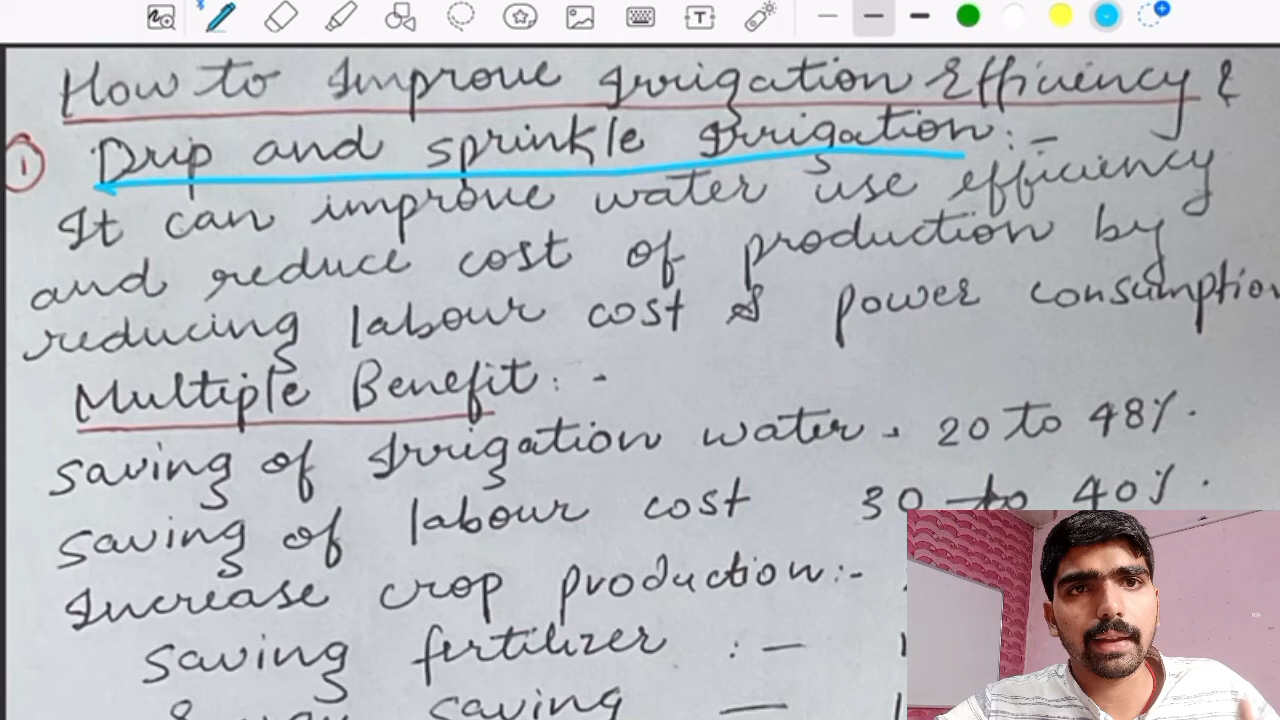 How to Improve Irrigation Efficiency &
① Drip and sprinkle Irrigation:-
It can improve water use efficiency
and reduce cost of production by
reducing labour cost & power consumption
Multiple Benefit:-
Saving of Irrigation water. 20 to 48%.
saving of labour cost 30 to 40%.
Increase crop production:-
Saving fertilizer :-
saving —